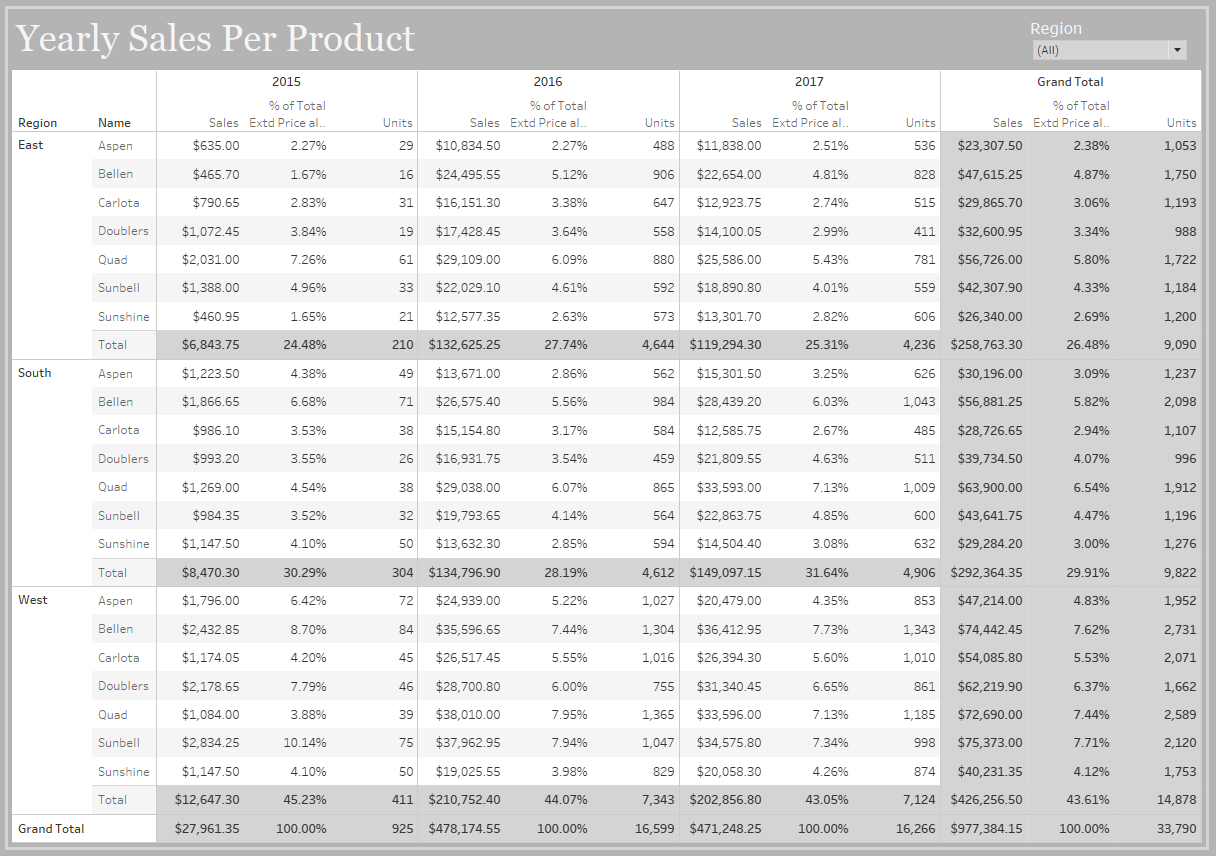 Yearly Sales Per Product
Region
(All)
2015 2016 2017 Grand Total
% of Total % of Total % of Total % of Total
Region Name Sales Extd Price al.. Units Sales Extd Price al.. Units Sales Extd Price al.. Units Sales Extd Price al.. Units
East Aspen $635.00 2.27% 29 $10,834.50 2.27% 488 $11,838.00 2.51% 536 $23,307.50 2.38% 1,053
Bellen $465.70 1.67% 16 $24,495.55 5.12% 906 $22,654.00 4.81% 828 $47,615.25 4.87% 1,750
Carlota $790.65 2.83% 31 $16,151.30 3.38% 647 $12,923.75 2.74% 515 $29,865.70 3.06% 1,193
Doublers $1,072.45 3.84% 19 $17,428.45 3.64% 558 $14,100.05 2.99% 411 $32,600.95 3.34% 988
Quad $2,031.00 7.26% 61 $29,109.00 6.09% 880 $25,586.00 5.43% 781 $56,726.00 5.80% 1,722
Sunbell $1,388.00 4.96% 33 $22,029.10 4.61% 592 $18,890.80 4.01% 559 $42,307.90 4.33% 1,184
Sunshine $460.95 1.65% 21 $12,577.35 2.63% 573 $13,301.70 2.82% 606 $26,340.00 2.69% 1,200
Total $6,843.75 24.48% 210 $132,625.25 27.74% 4,644 $119,294.30 25.31% 4,236 $258,763.30 26.48% 9,090
South Aspen $1,223.50 4.38% 49 $13,671.00 2.86% 562 $15,301.50 3.25% 626 $30,196.00 3.09% 1,237
Bellen $1,866.65 6.68% 71 $26,575.40 5.56% 984 $28,439.20 6.03% 1,043 $56,881.25 5.82% 2,098
Carlota $986.10 3.53% 38 $15,154.80 3.17% 584 $12,585.75 2.67% 485 $28,726.65 2.94% 1,107
Doublers $993.20 3.55% 26 $16,931.75 3.54% 459 $21,809.55 4.63% 511 $39,734.50 4.07% 996
Quad $1,269.00 4.54% 38 $29,038.00 6.07% 865 $33,593.00 7.13% 1,009 $63,900.00 6.54% 1,912
Sunbell $984.35 3.52% 32 $19,793.65 4.14% 564 $22,863.75 4.85% 600 $43,641.75 4.47% 1,196
Sunshine $1,147.50 4.10% 50 $13,632.30 2.85% 594 $14,504.40 3.08% 632 $29,284.20 3.00% 1,276
Total $8,470.30 30.29% 304 $134,796.90 28.19% 4,612 $149,097.15 31.64% 4,906 $292,364.35 29.91% 9,822
West Aspen $1,796.00 6.42% 72 $24,939.00 5.22% 1,027 $20,479.00 4.35% 853 $47,214.00 4.83% 1,952
Bellen $2,432.85 8.70% 84 $35,596.65 7.44% 1,304 $36,412.95 7.73% 1,343 $74,442.45 7.62% 2,731
Carlota $1,174.05 4.20% 45 $26,517.45 5.55% 1,016 $26,394.30 5.60% 1,010 $54,085.80 5.53% 2,071
Doublers $2,178.65 7.79% 46 $28,700.80 6.00% 755 $31,340.45 6.65% 861 $62,219.90 6.37% 1,662
Quad $1,084.00 3.88% 39 $38,010.00 7.95% 1,365 $33,596.00 7.13% 1,185 $72,690.00 7.44% 2,589
Sunbell $2,834.25 10.14% 75 $37,962.95 7.94% 1,047 $34,575.80 7.34% 998 $75,373.00 7.71% 2,120
Sunshine $1,147.50 4.10% 50 $19,025.55 3.98% 829 $20,058.30 4.26% 874 $40,231.35 4.12% 1,753
Total $12,647.30 45.23% 411 $210,752.40 44.07% 7,343 $202,856.80 43.05% 7,124 $426,256.50 43.61% 14,878
Grand Total $27,961.35 100.00% 925 $478,174.55 100.00% 16,599 $471,248.25 100.00% 16,266 $977,384.15 100.00% 33,790